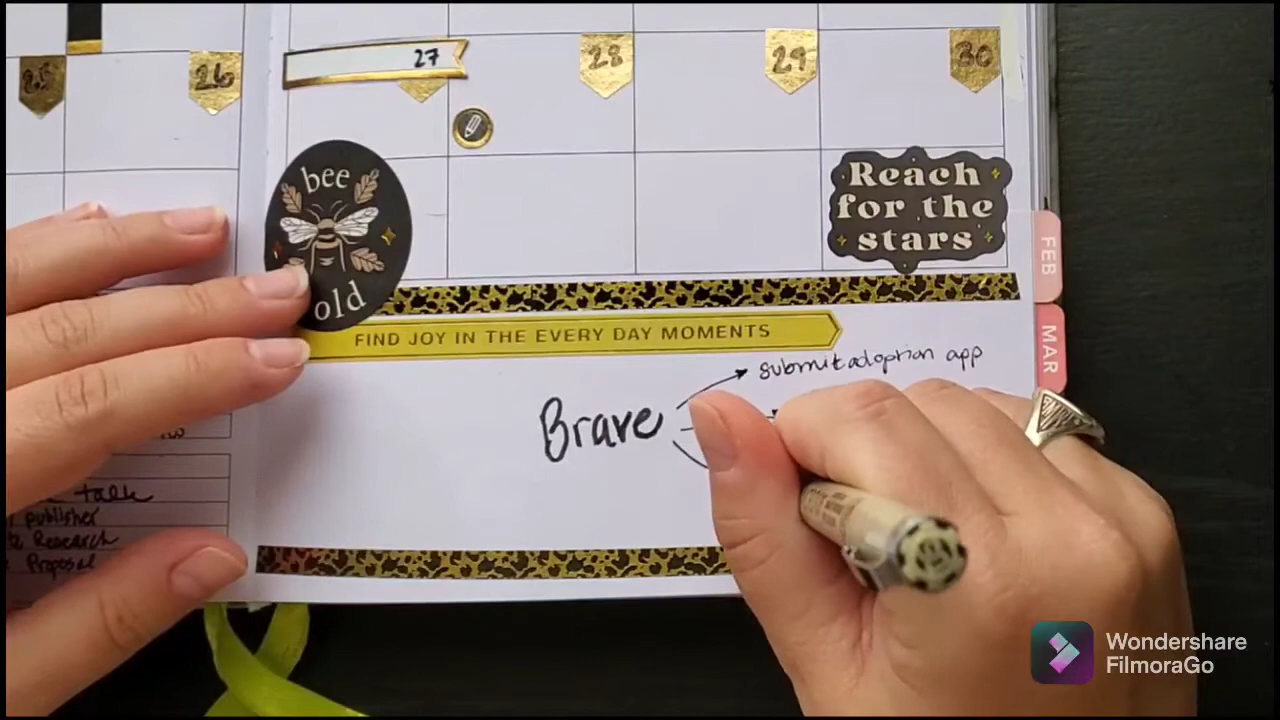 25
26
27
28
29
30
bee
old
Reach
for the
stars
FEB
MAR
FIND JOY IN THE EVERY DAY MOMENTS
submit adoption app
Brave
talk
publisher
Research
Proposal
Wondershare
FilmoraGo